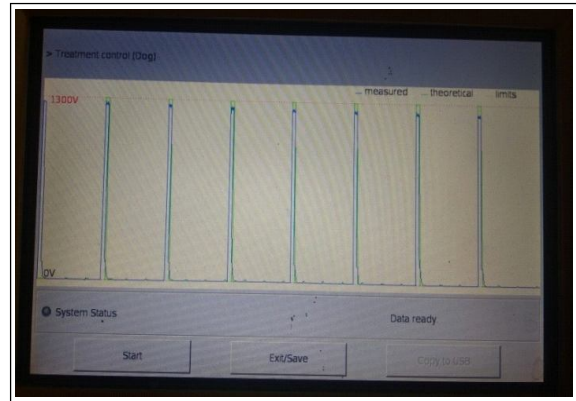 > Treatment control (Dog)
measured theoretical limits
1300V
0V
System Status
Data ready
Start Exit/Save Copy to USB